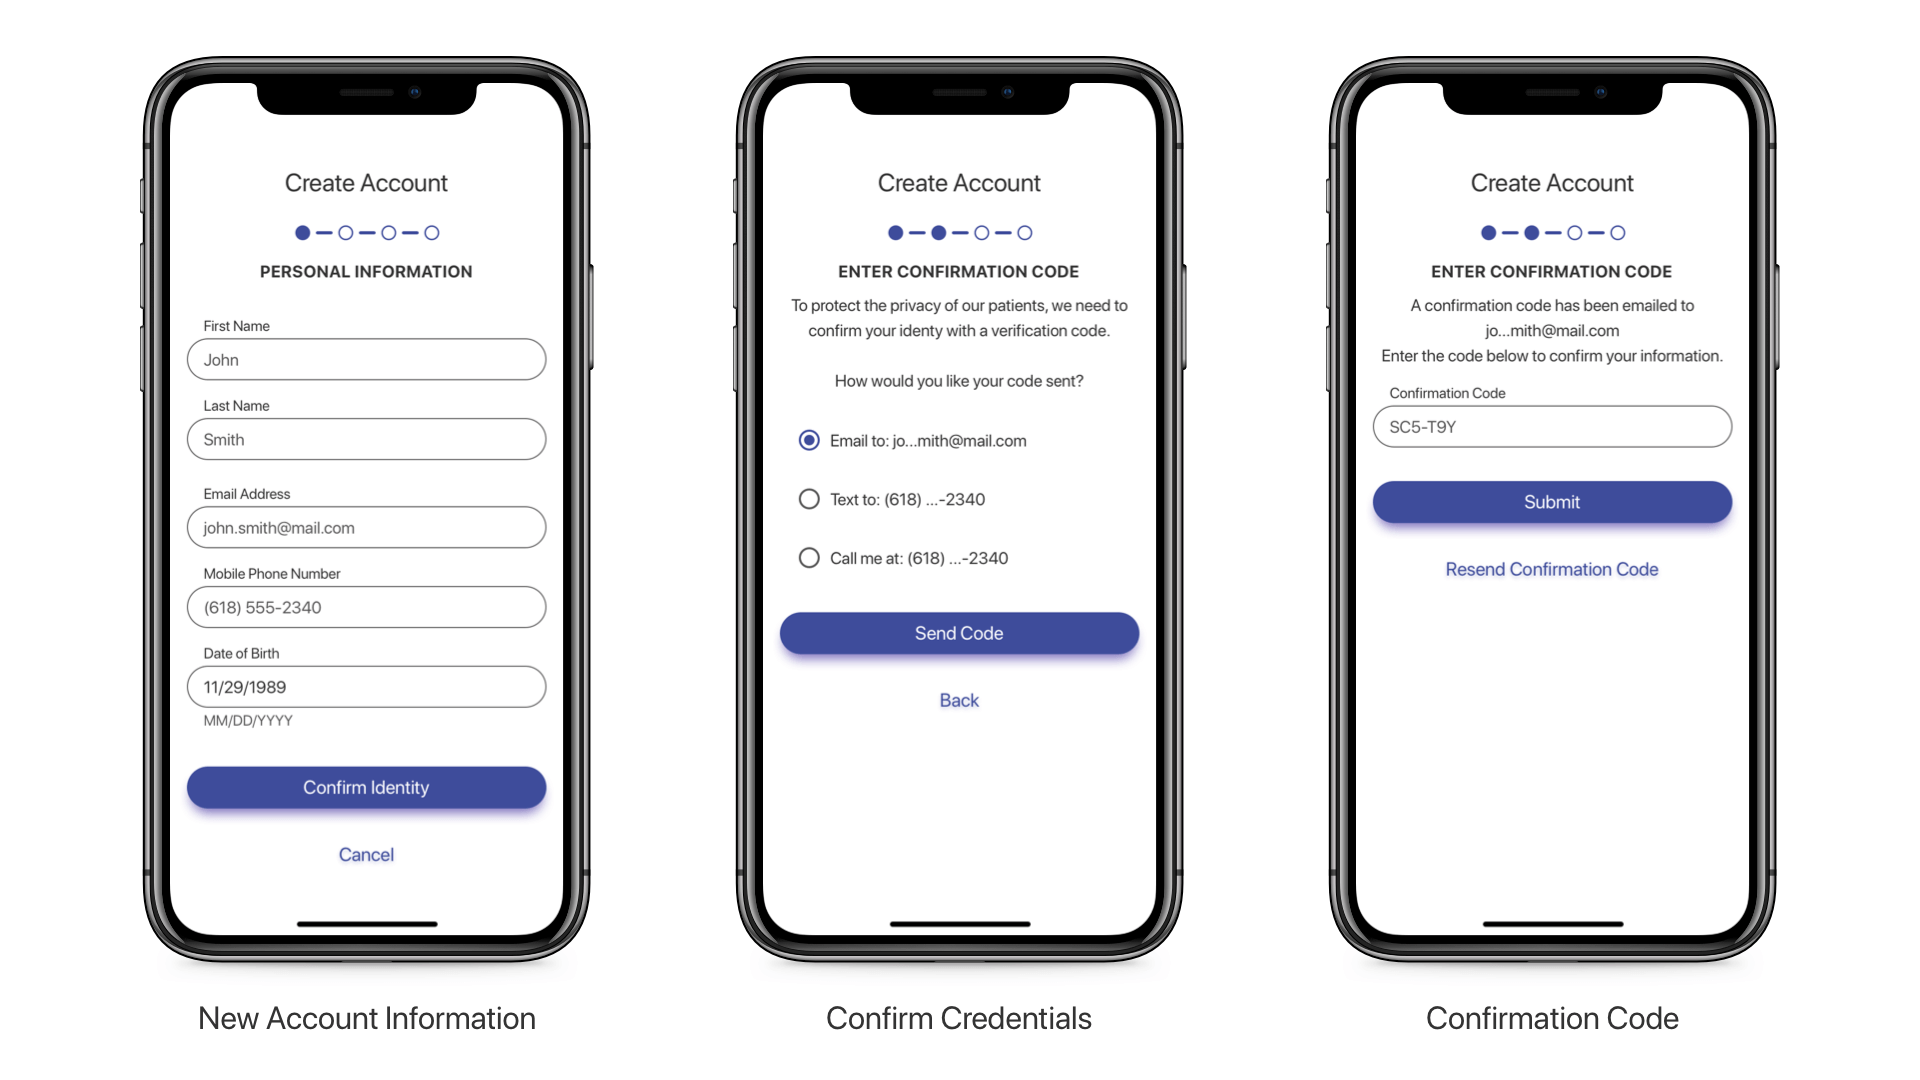 Create Account
PERSONAL INFORMATION
First Name
John
Last Name
Smith
Email Address
john.smith@mail.com
Mobile Phone Number
(618) 555-2340
Date of Birth
11/29/1989
MM/DD/YYYY
Confirm Identity
Cancel
New Account Information
Create Account
ENTER CONFIRMATION CODE
To protect the privacy of our patients, we need to
confirm your identy with a verification code.
How would you like your code sent?
Email to: jo...mith@mail.com
Text to: (618) ...-2340
Call me at: (618) ...-2340
Send Code
Back
Confirm Credentials
Create Account
ENTER CONFIRMATION CODE
A confirmation code has been emailed to
jo...mith@mail.com
Enter the code below to confirm your information.
Confirmation Code
SC5-T9Y
Submit
Resend Confirmation Code
Confirmation Code